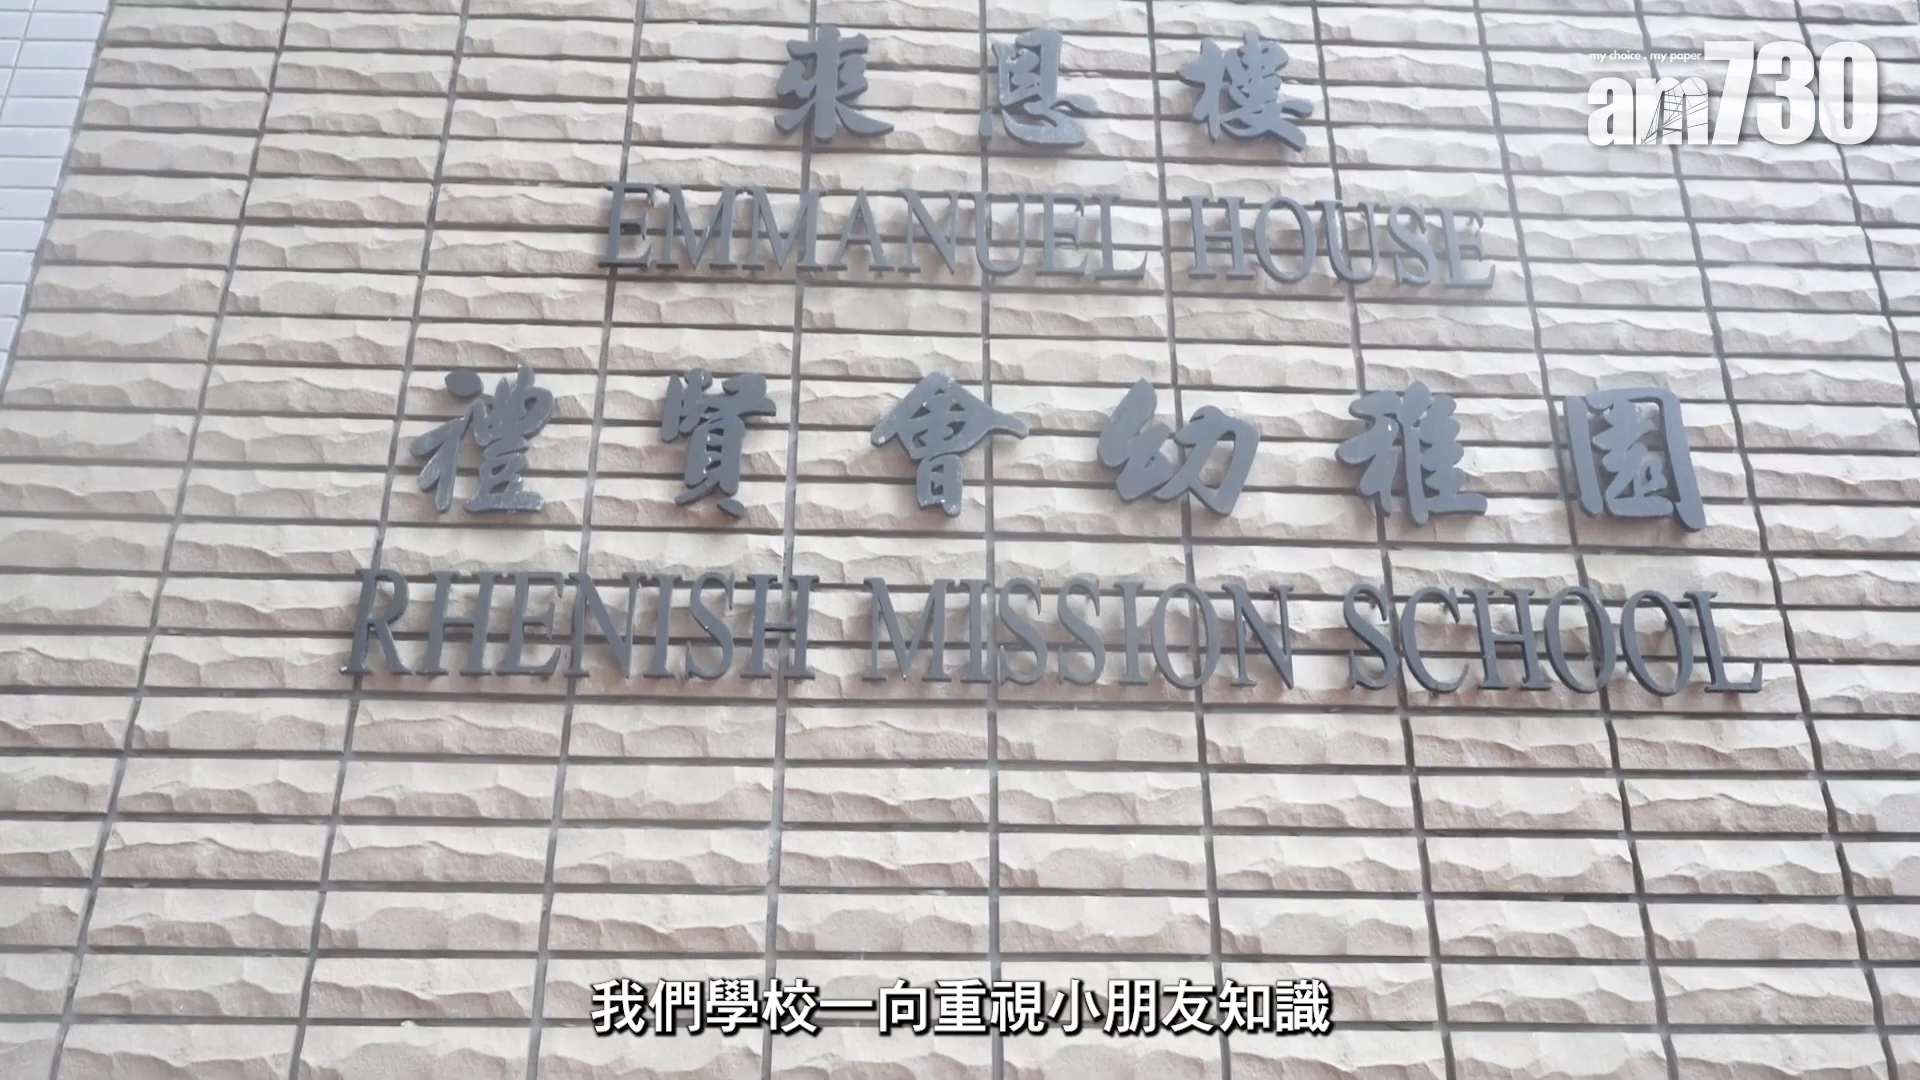 來恩樓
my choice . my paper
am730
EMMANUEL HOUSE
禮賢會幼稚園
RHENISH MISSION SCHOOL
我們學校一向重視小朋友知識